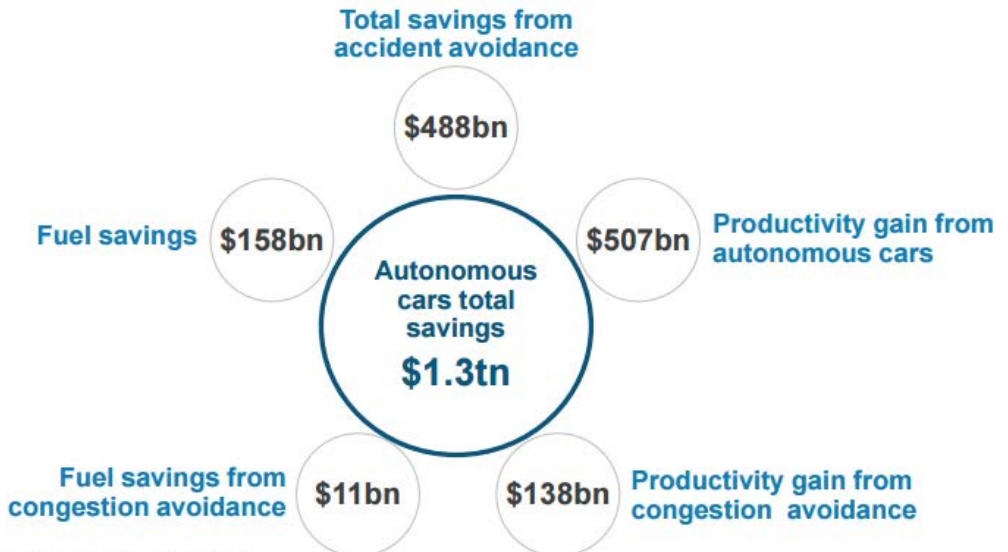 Total savings from
accident avoidance
$488bn
Fuel savings
$158bn
$507bn
Productivity gain from
autonomous cars
Autonomous
cars total
savings
$1.3tn
Fuel savings from
congestion avoidance
$11bn
$138bn
Productivity gain from
congestion avoidance